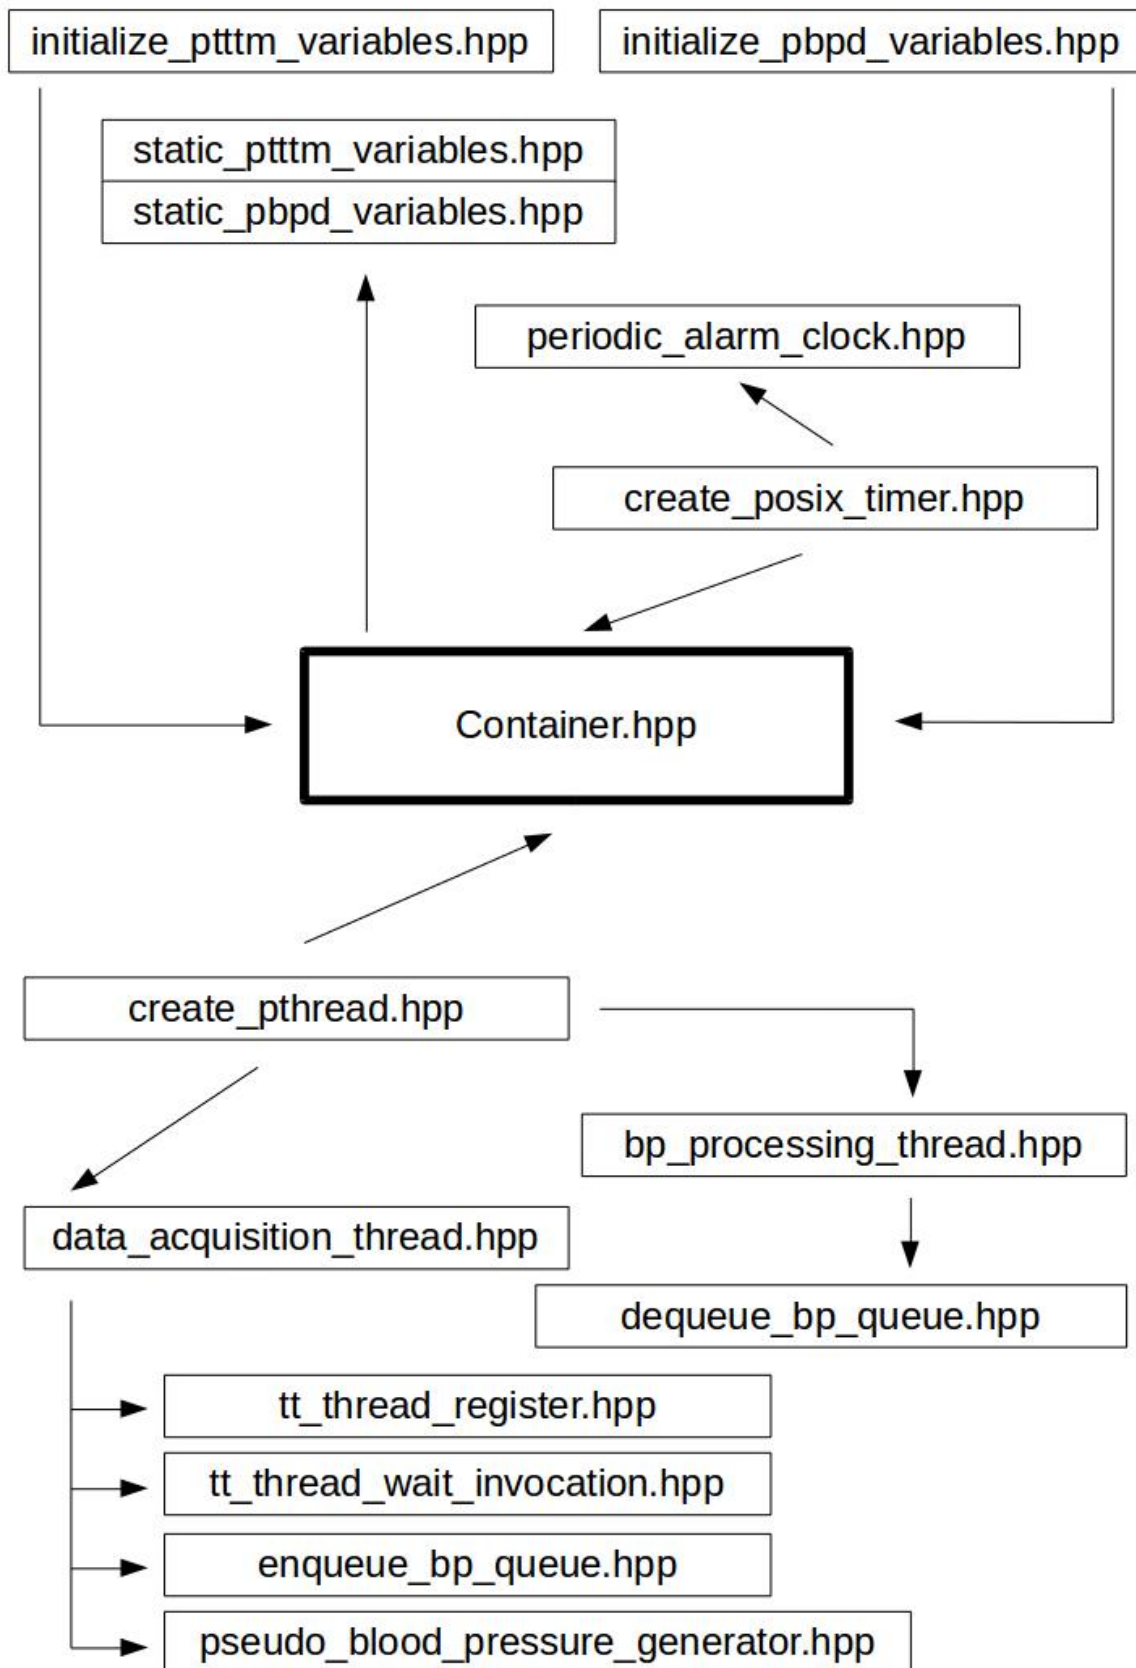 initialize_ptttm_variables.hpp
initialize_pbpd_variables.hpp
static_ptttm_variables.hpp
static_pbpd_variables.hpp
periodic_alarm_clock.hpp
create_posix_timer.hpp
Container.hpp
create_pthread.hpp
bp_processing_thread.hpp
data_acquisition_thread.hpp
dequeue_bp_queue.hpp
tt_thread_register.hpp
tt_thread_wait_invocation.hpp
enqueue_bp_queue.hpp
pseudo_blood_pressure_generator.hpp